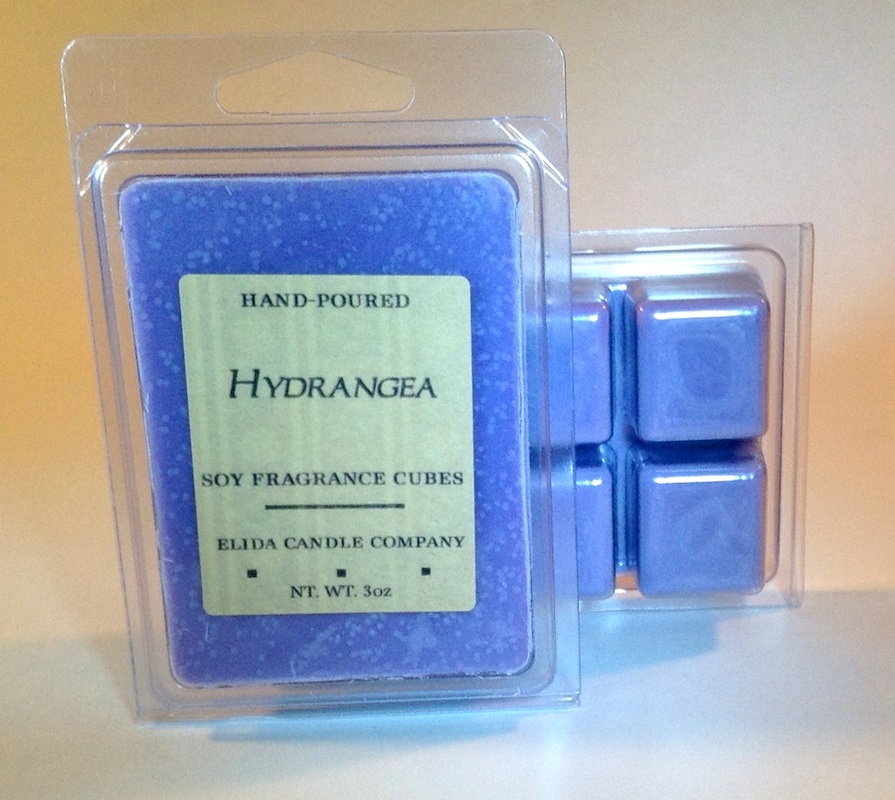 HAND-POURED
HYDRANGEA
SOY FRAGRANCE CUBES
ELIDA CANDLE COMPANY
NT. WT. 3oz